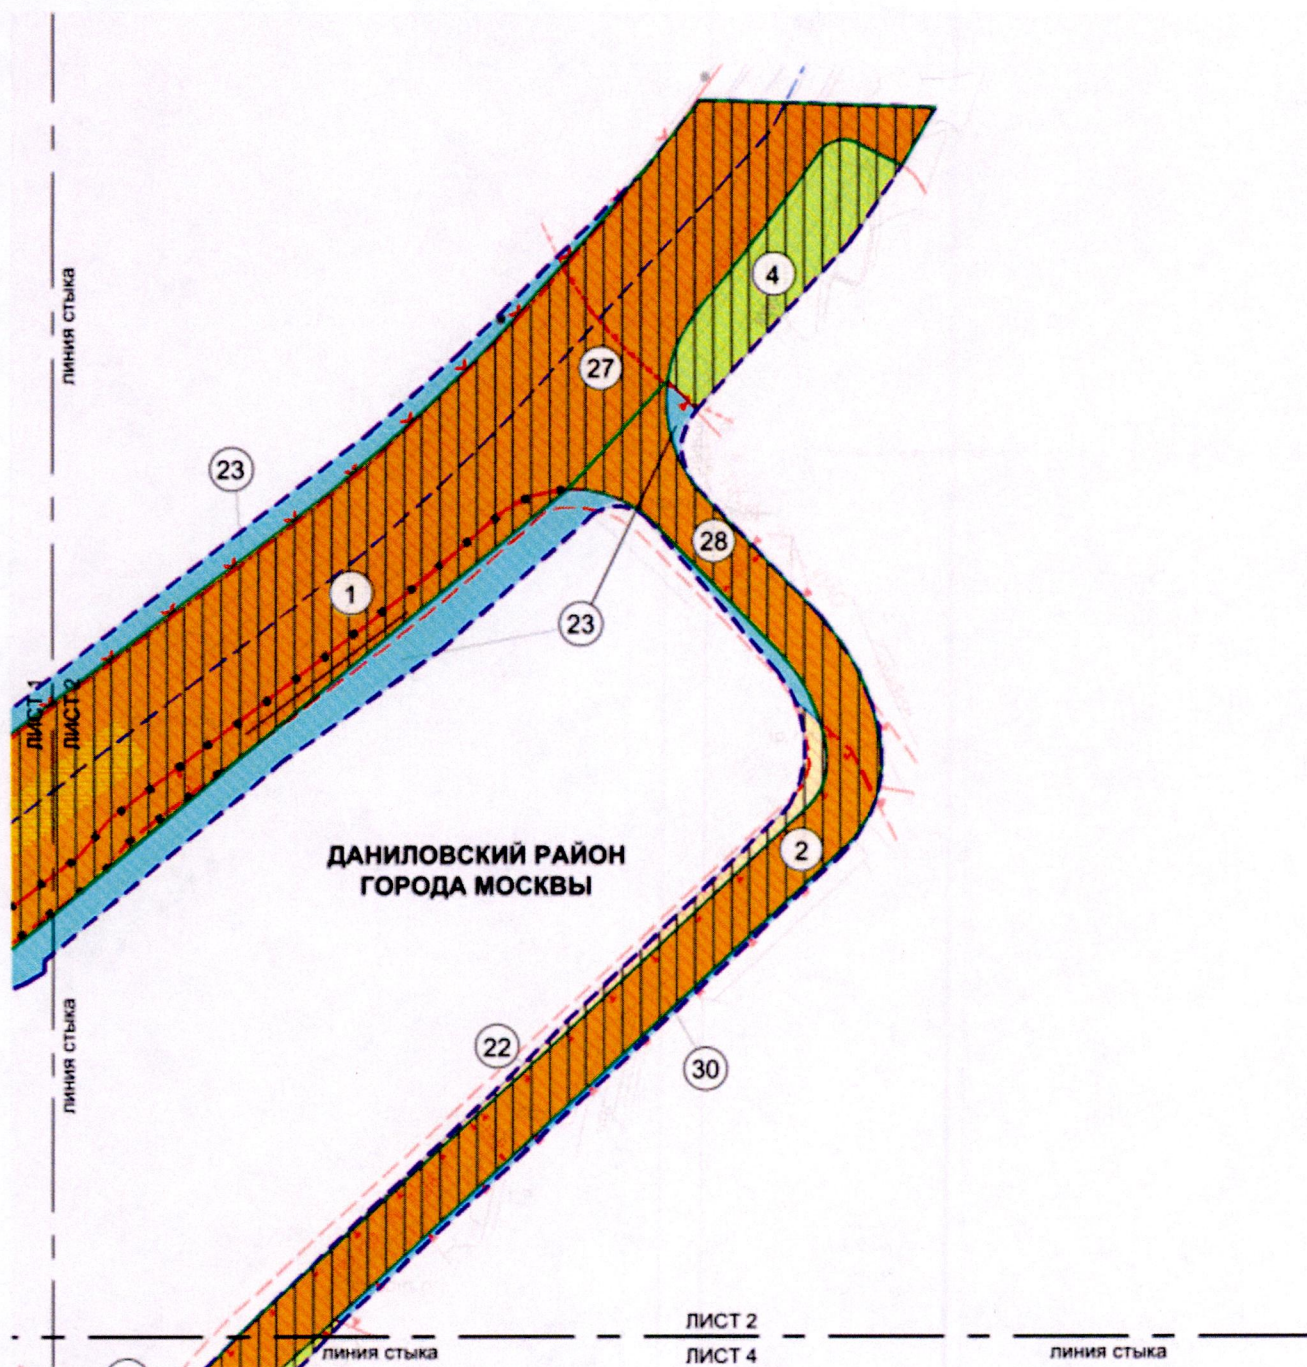 линия стыка
4
27
23
1
28
23
ЛИСТ 1
ЛИСТ 2
ДАНИЛОВСКИЙ РАЙОН
ГОРОДА МОСКВЫ
2
линия стыка
22
30
ЛИСТ 2
линия стыка
ЛИСТ 4
линия стыка